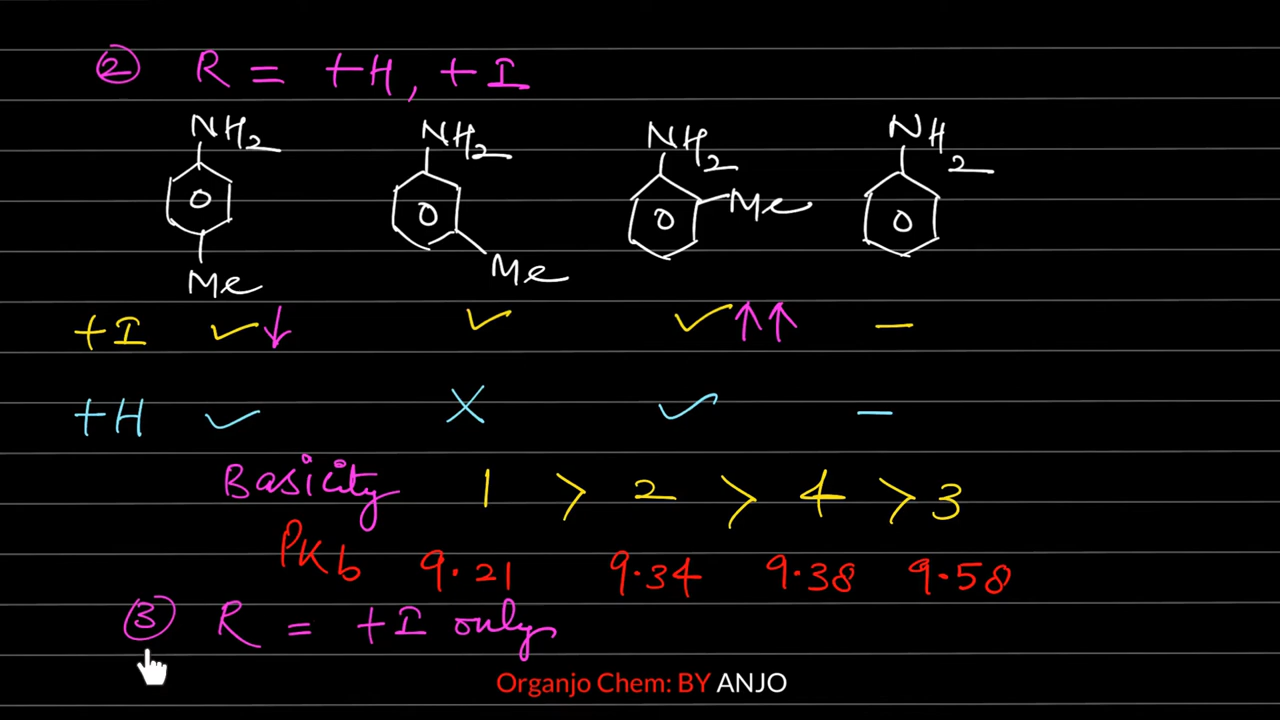 ② R = +H, +I
NH2 NH2 NH2 NH2
Me Me Me
+I ✓↓ ✓ ✓↑↑ –
+H ✓ X ✓ –
Basicity 1 > 2 > 4 > 3
PKb 9.21 9.34 9.38 9.58
③ R = +I only
Organjo Chem: BY ANJO